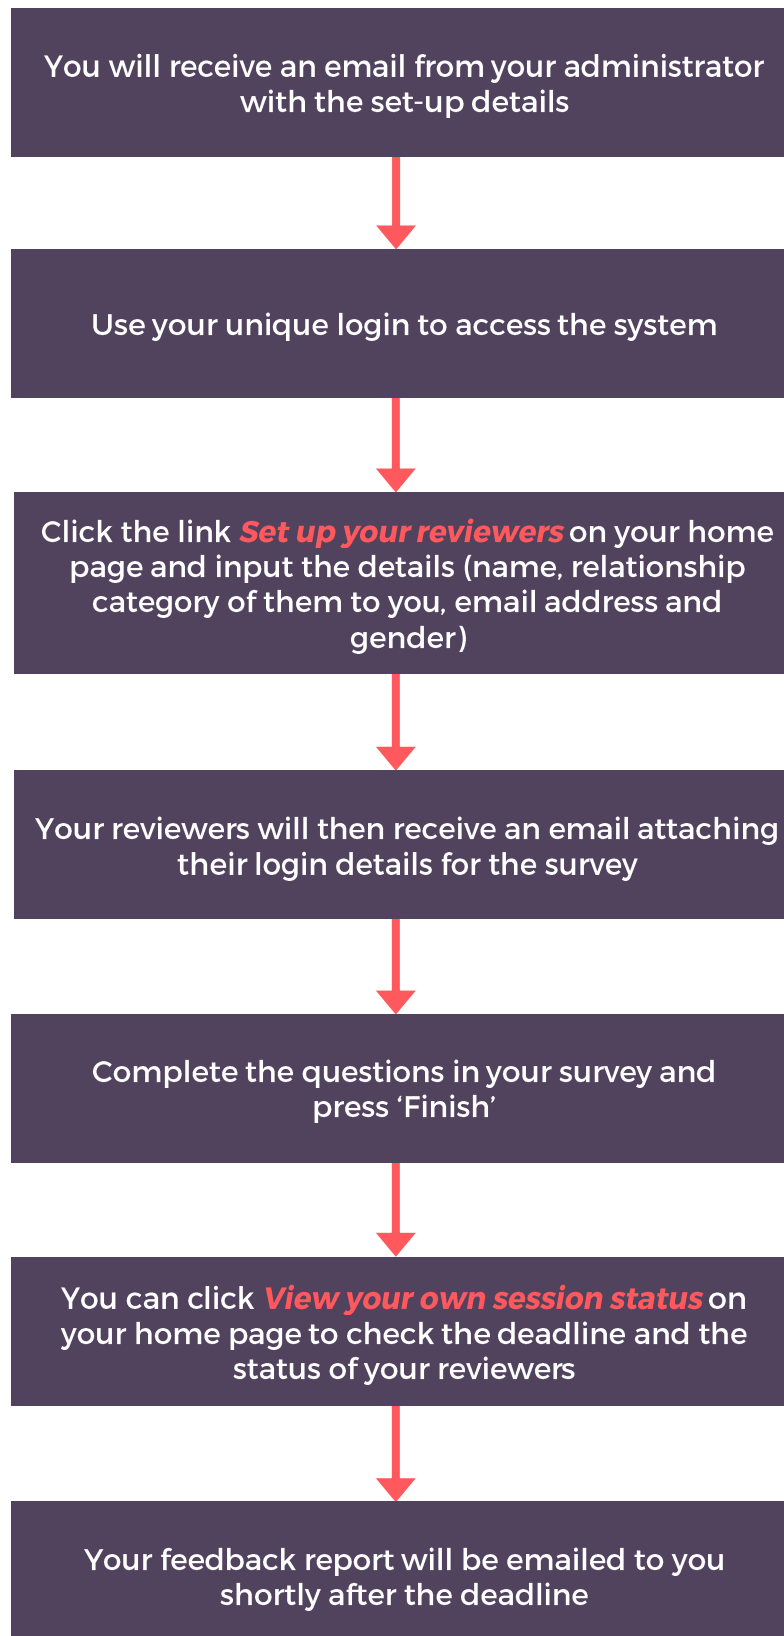 You will receive an email from your administrator
with the set-up details
Use your unique login to access the system
Click the link Set up your reviewers on your home
page and input the details (name, relationship
category of them to you, email address and
gender)
Your reviewers will then receive an email attaching
their login details for the survey
Complete the questions in your survey and
press ‘Finish’
You can click View your own session status on
your home page to check the deadline and the
status of your reviewers
Your feedback report will be emailed to you
shortly after the deadline